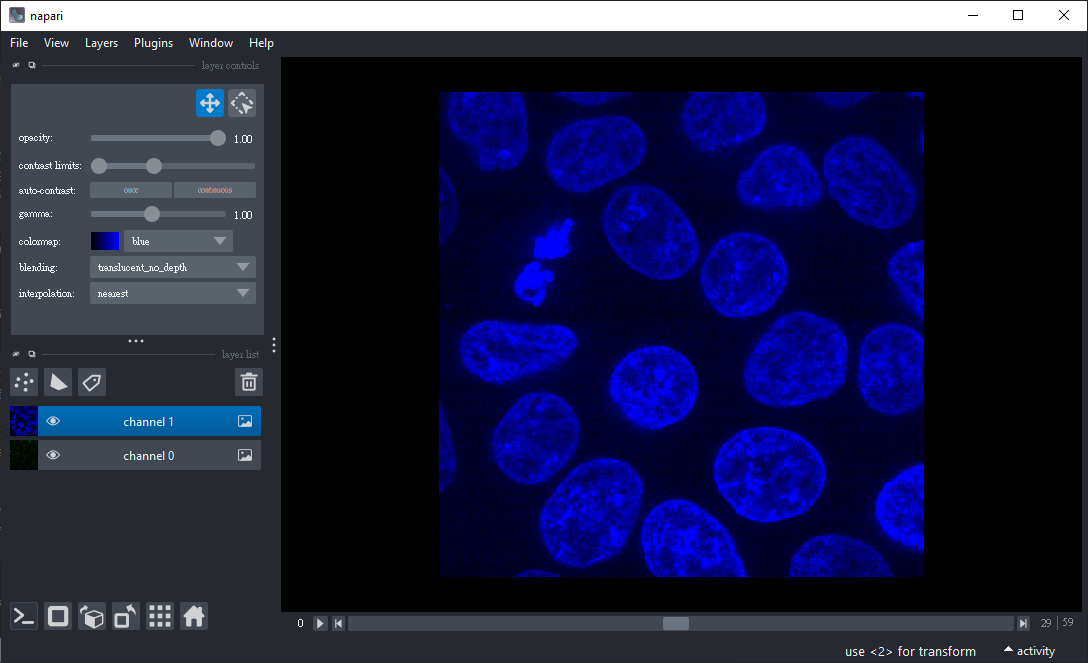 napari
File View Layers Plugins Window Help
layer controls
opacity: 1.00
contrast limits:
auto-contrast: once continuous
gamma: 1.00
colormap: blue
blending: translucent_no_depth
interpolation: nearest
layer list
channel 1
channel 0
0 29 59
use <2> for transform activity